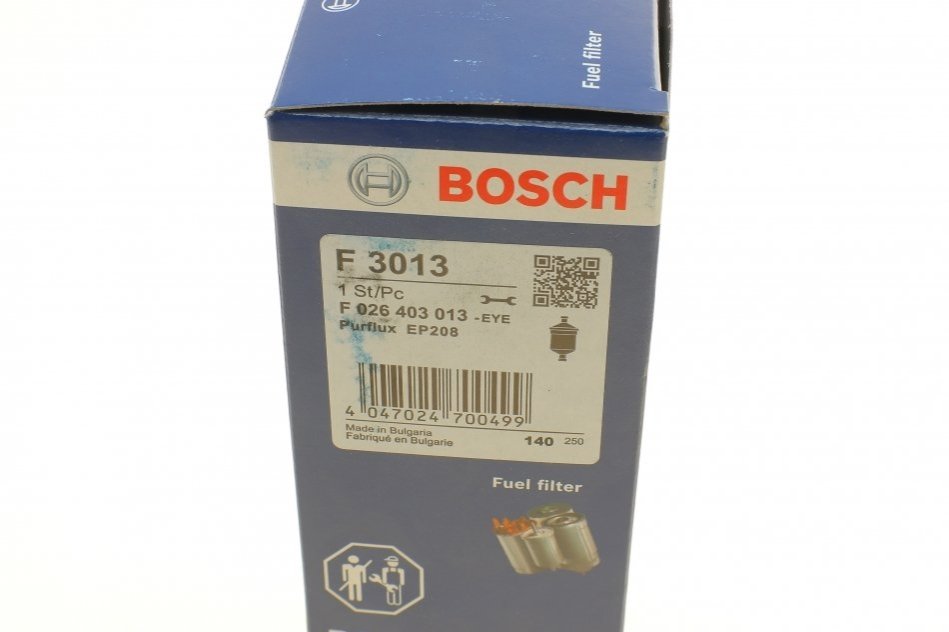 Fuel filter
BOSCH
F 3013
1 St/Pc
F 026 403 013 -EYE
Purflux EP208
4 047024 700499
Made in Bulgaria
Fabriqué en Bulgarie
140 250
Fuel filter